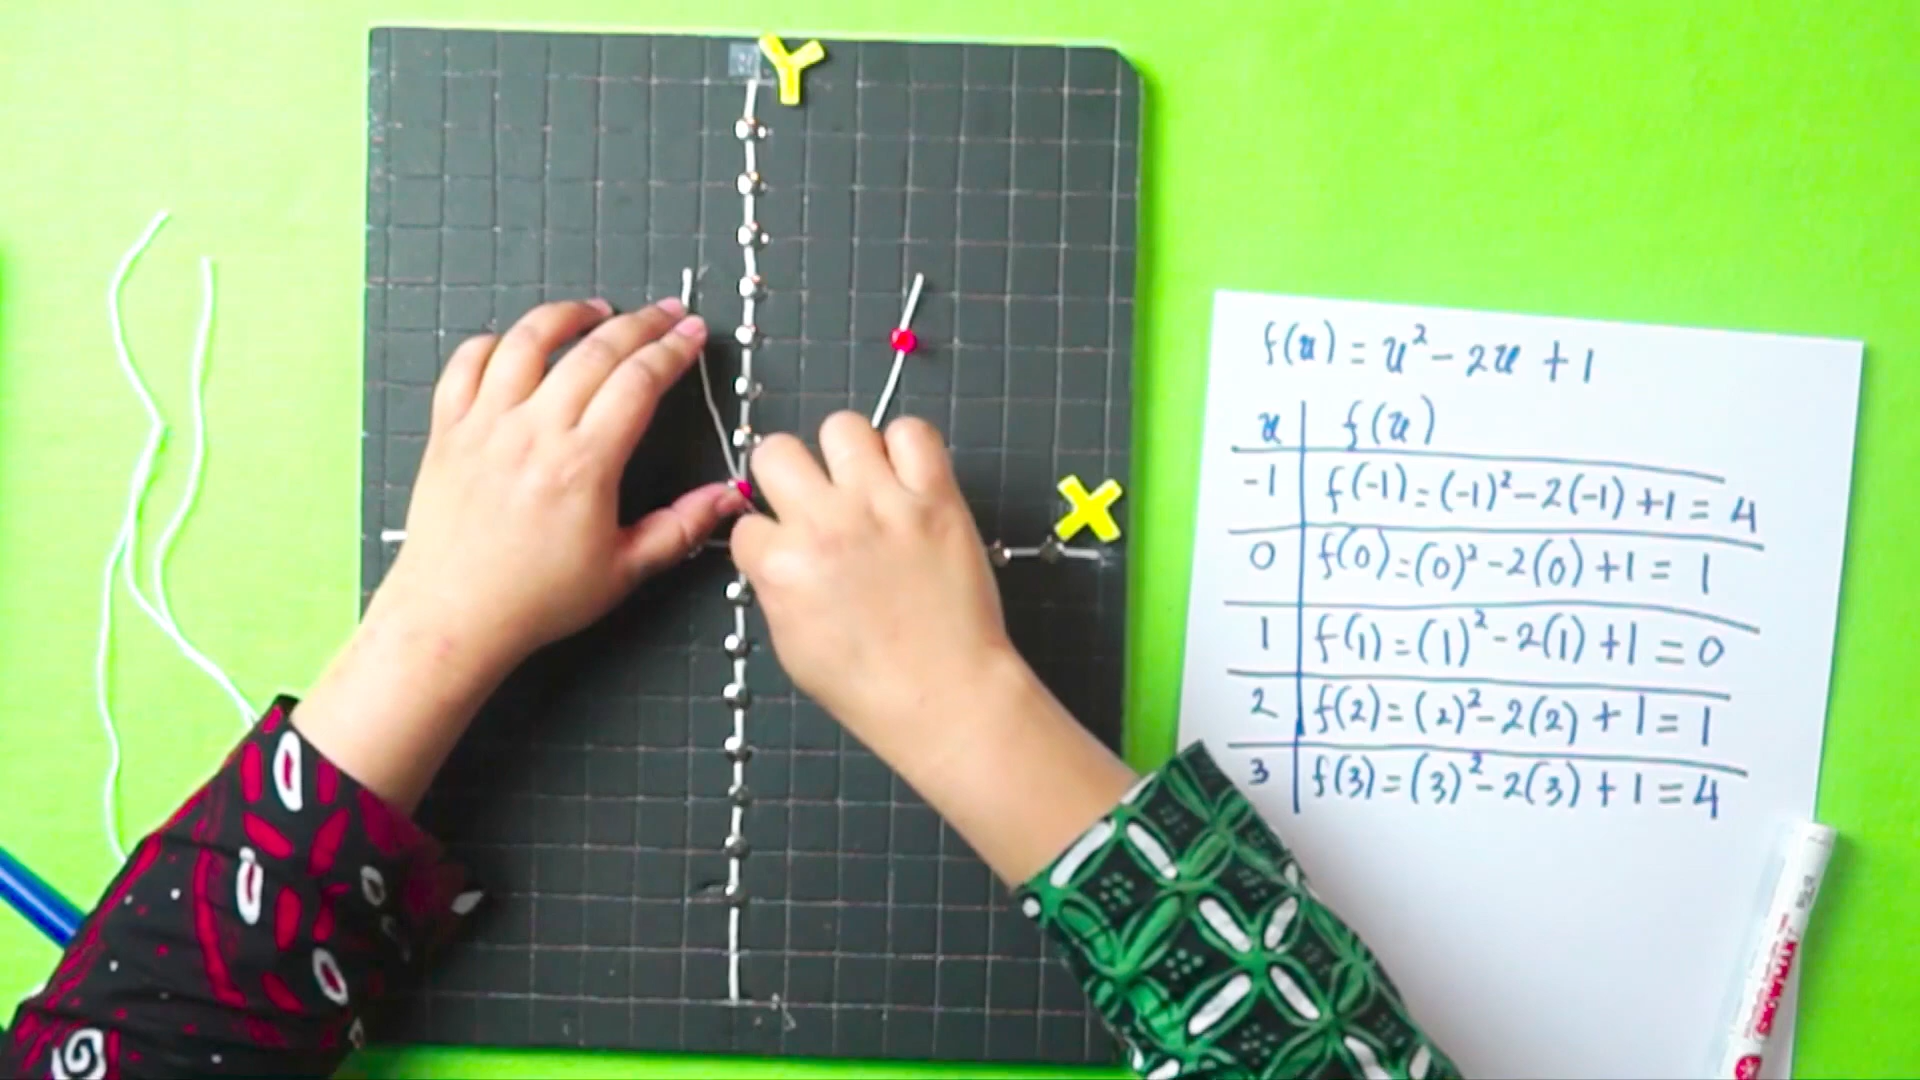 Y
X
f(x) = x² - 2x + 1
x | f(x)
-1 | f(-1) = (-1)² - 2(-1) + 1 = 4
0 | f(0) = (0)² - 2(0) + 1 = 1
1 | f(1) = (1)² - 2(1) + 1 = 0
2 | f(2) = (2)² - 2(2) + 1 = 1
3 | f(3) = (3)² - 2(3) + 1 = 4
SNOWMAN